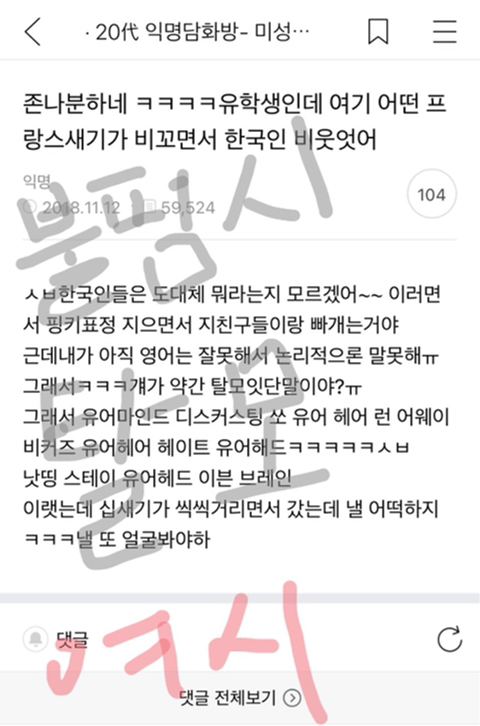 · 20代 익명담화방- 미성…
존나분하네 ㅋㅋㅋㅋ유학생인데 여기 어떤 프
랑스새기가 비꼬면서 한국인 비웃엇어
익명
2018.11.12 59,524
104
불펌시
ㅅㅂ한국인들은 도대체 뭐라는지 모르겠어~~ 이러면
서 핑키표정 지으면서 지친구들이랑 빠개는거야
근데내가 아직 영어는 잘못해서 논리적으론 말못해ㅠ
그래서ㅋㅋㅋ걔가 약간 탈모잇단말이야?ㅠ
그래서 유어마인드 디스커스팅 쏘 유어 헤어 런 어웨이
비커즈 유어헤어 헤이트 유어해드ㅋㅋㅋㅋㅋㅅㅂ
낫띵 스테이 유어헤드 이븐 브레인
이랫는데 십새기가 씩씩거리면서 갔는데 낼 어떡하지
ㅋㅋㅋ낼 또 얼굴봐야하
탈모
댓글
여시
댓글 전체보기